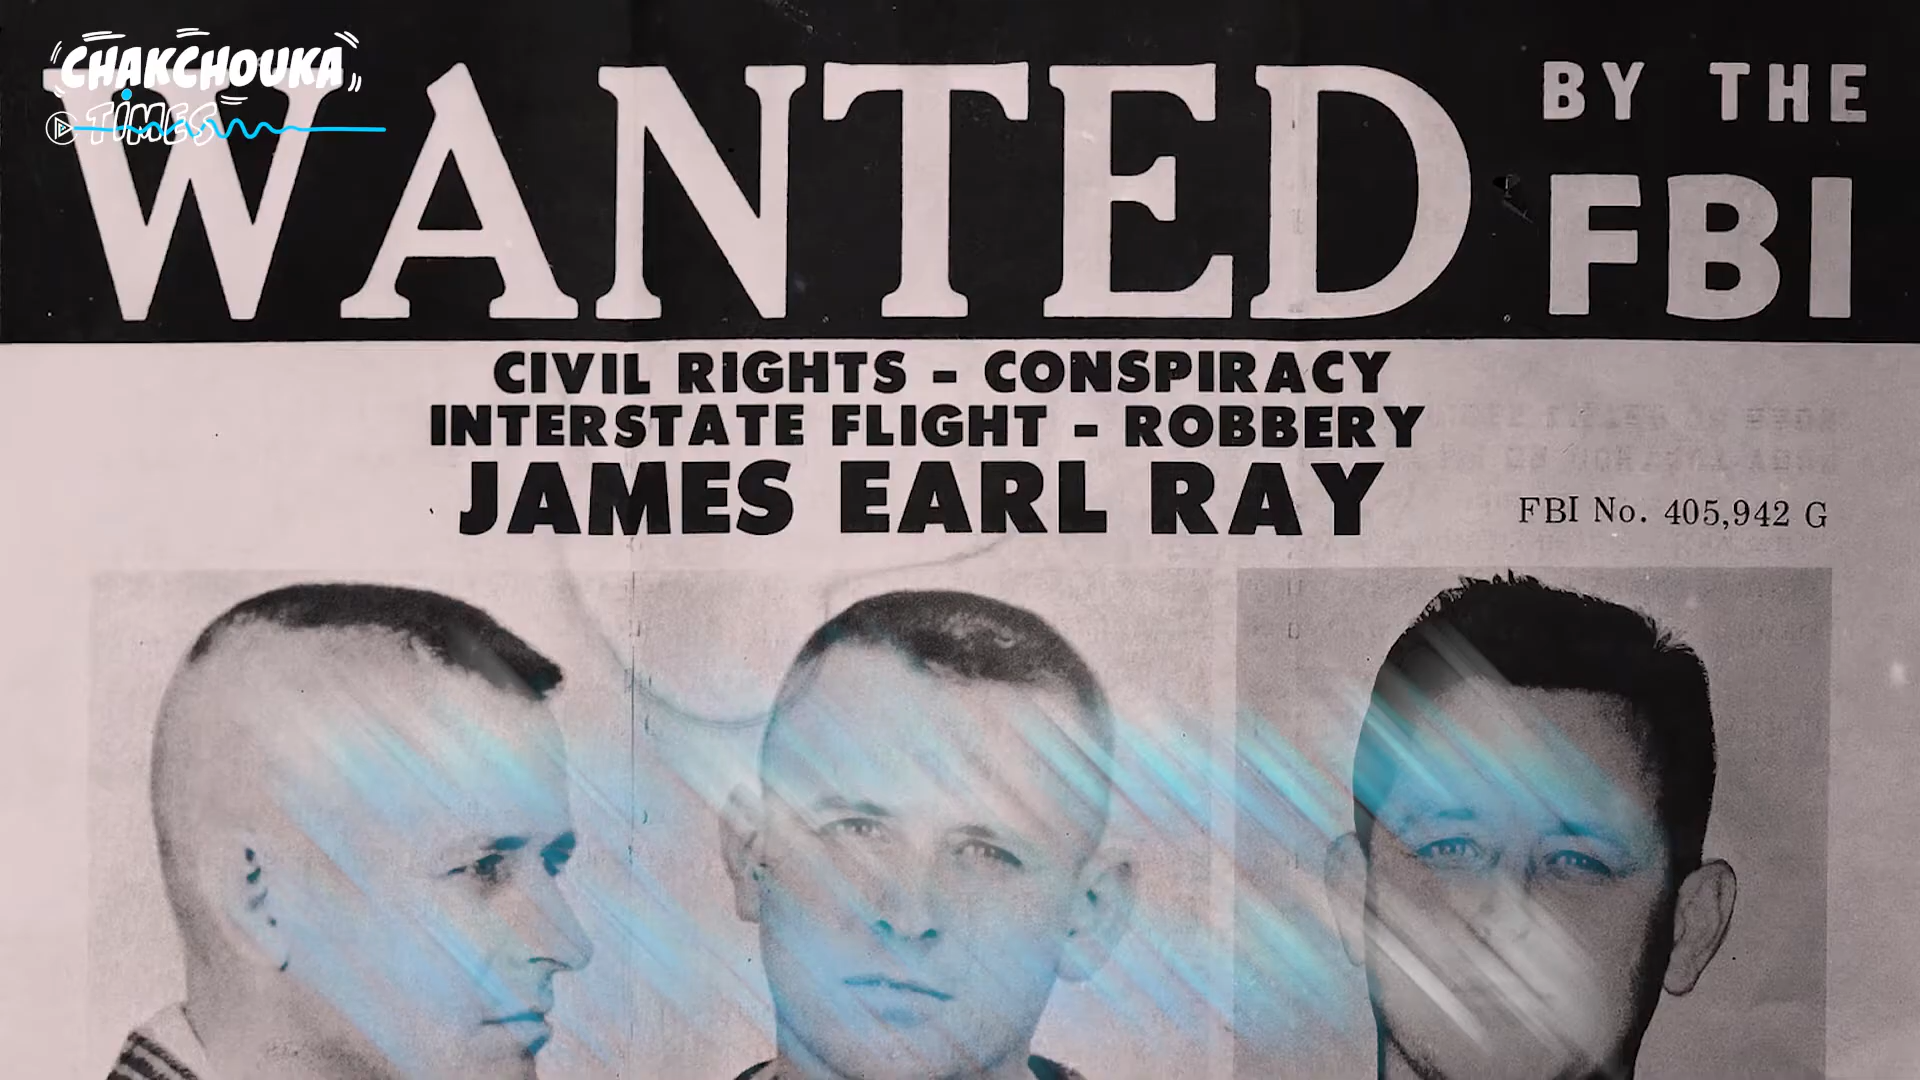 CHAKCHOUKA
TIMES
WANTED
BY THE
FBI
CIVIL RIGHTS - CONSPIRACY
INTERSTATE FLIGHT - ROBBERY
JAMES EARL RAY
FBI No. 405,942 G